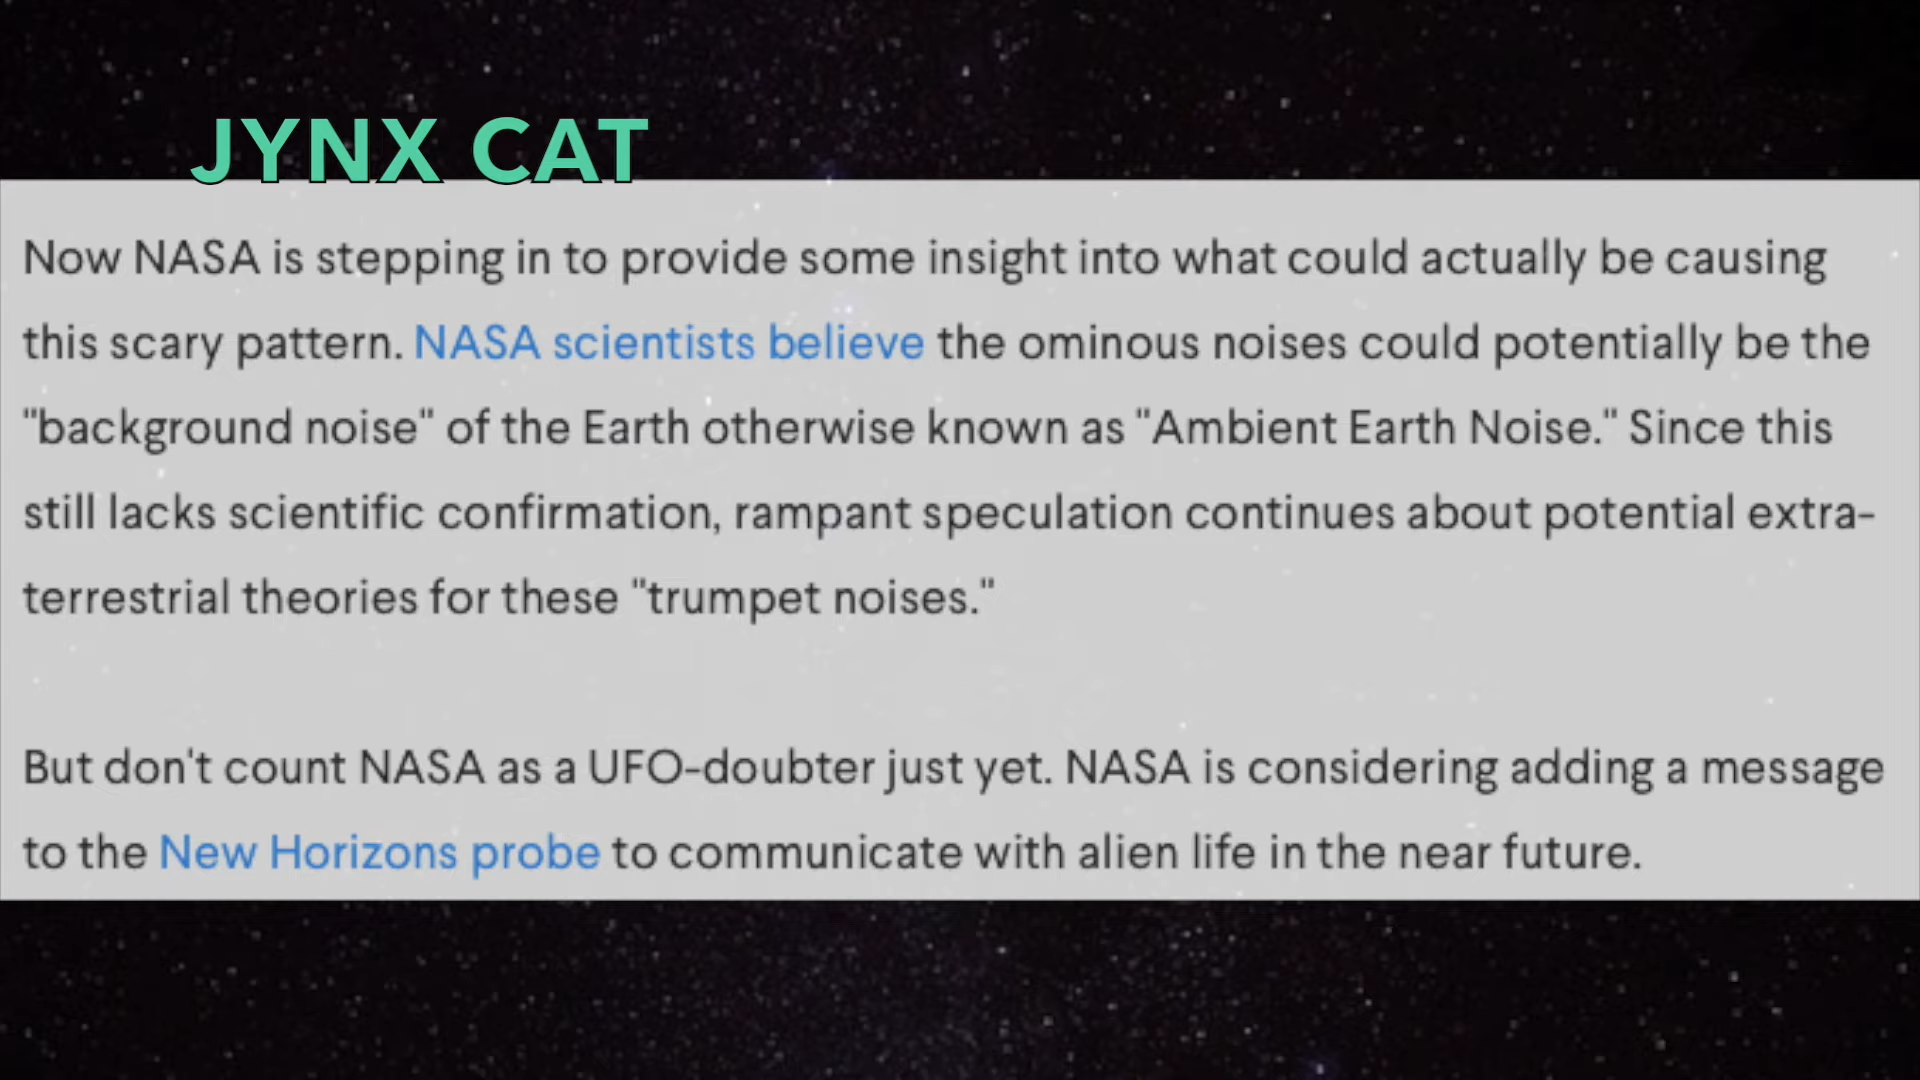 JYNX CAT
Now NASA is stepping in to provide some insight into what could actually be causing
this scary pattern. NASA scientists believe the ominous noises could potentially be the
"background noise" of the Earth otherwise known as "Ambient Earth Noise." Since this
still lacks scientific confirmation, rampant speculation continues about potential extra-
terrestrial theories for these "trumpet noises."
But don't count NASA as a UFO-doubter just yet. NASA is considering adding a message
to the New Horizons probe to communicate with alien life in the near future.